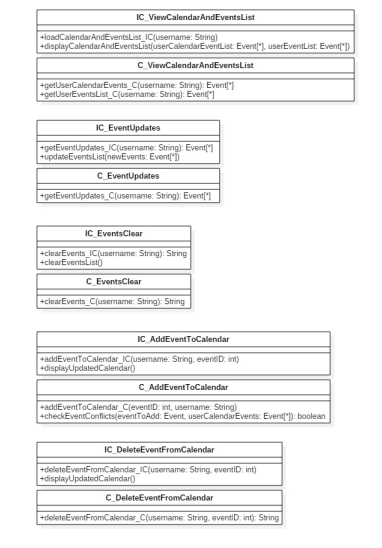 IC_ViewCalendarAndEventsList
+loadCalendarAndEventsList_IC(username: String)
+displayCalendarAndEventsList(userCalendarEventList: Event[*], userEventList: Event[*])
C_ViewCalendarAndEventsList
+getUserCalendarEvents_C(username: String): Event[*]
+getUserEventsList_C(username: String): Event[*]
IC_EventUpdates
+getEventUpdates_IC(username: String): Event[*]
+updateEventsList(newEvents: Event[*])
C_EventUpdates
+getEventUpdates_C(username: String): Event[*]
IC_EventsClear
+clearEvents_IC(username: String): String
+clearEventsList()
C_EventsClear
+clearEvents_C(username: String): String
IC_AddEventToCalendar
+addEventToCalendar_IC(username: String, eventID: int)
+displayUpdatedCalendar()
C_AddEventToCalendar
+addEventToCalendar_C(eventID: int, username: String)
+checkEventConflicts(eventToAdd: Event, userCalendarEvents: Event[*]): boolean
IC_DeleteEventFromCalendar
+deleteEventFromCalendar_IC(username: String, eventID: int)
+displayUpdatedCalendar()
C_DeleteEventFromCalendar
+deleteEventFromCalendar_C(username: String, eventID: int): String